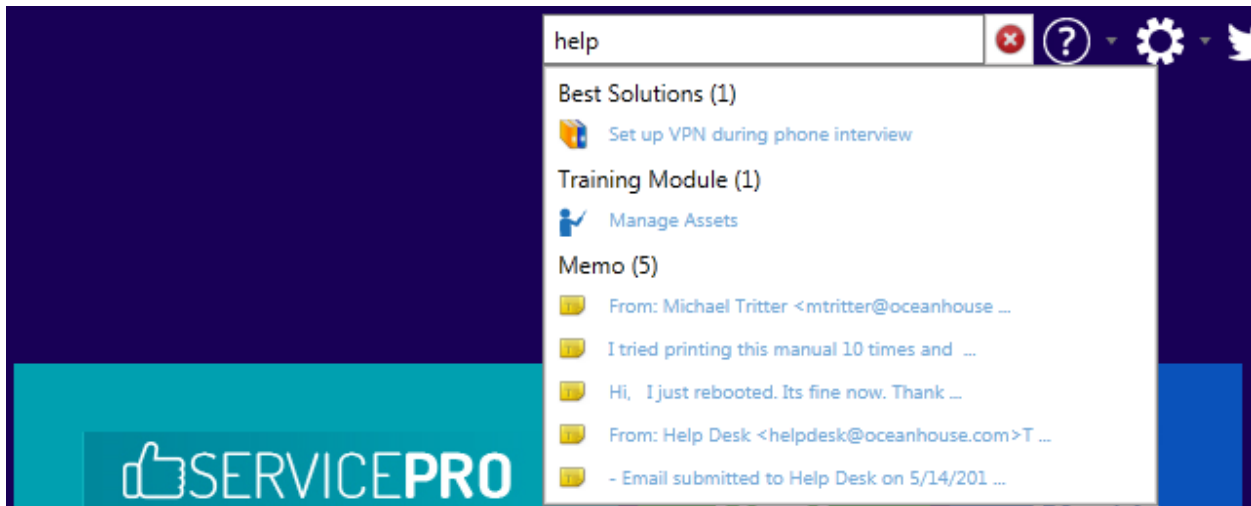 help
Best Solutions (1)
Set up VPN during phone interview
Training Module (1)
Manage Assets
Memo (5)
From: Michael Tritter <mtritter@oceanhouse ...
I tried printing this manual 10 times and ...
Hi, I just rebooted. Its fine now. Thank ...
From: Help Desk <helpdesk@oceanhouse.com>T ...
- Email submitted to Help Desk on 5/14/201 ...
SERVICEPRO